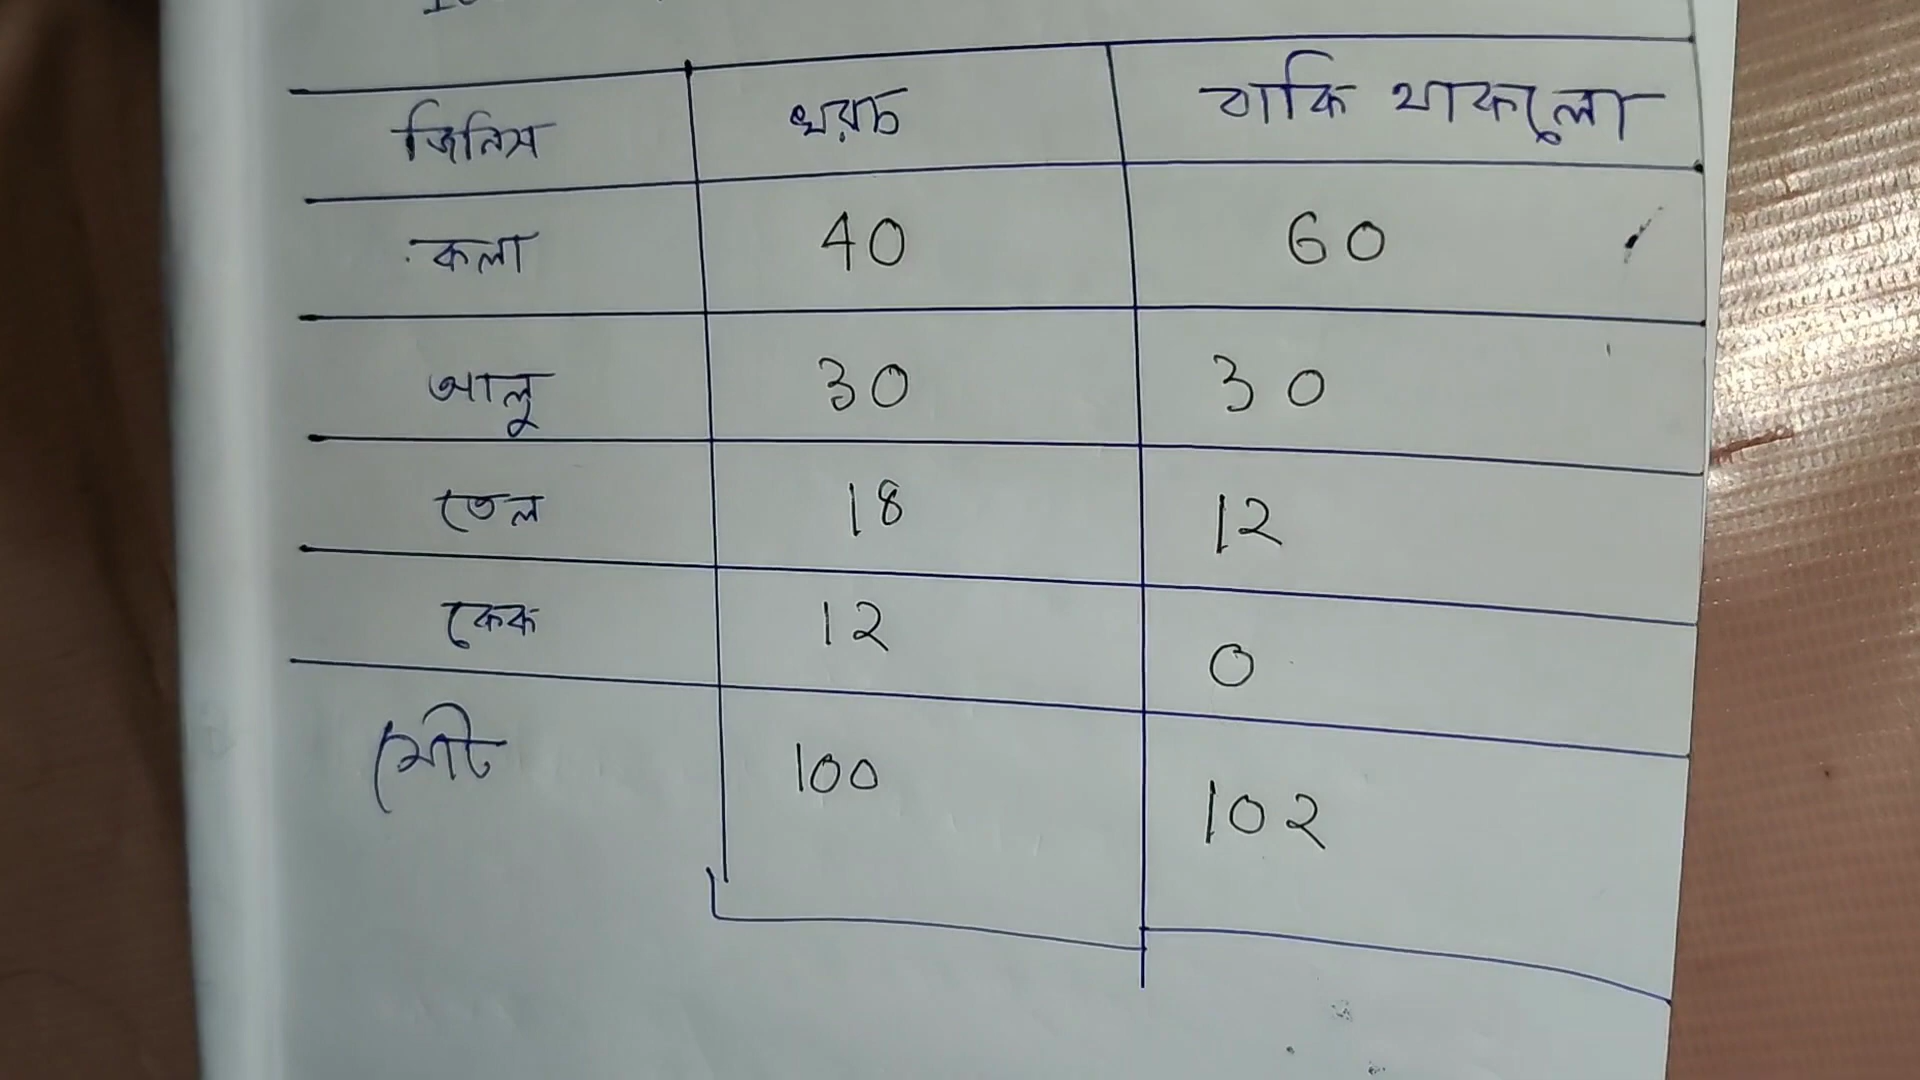 জিনিস খরচ বাকি থাকলো
কলা 40 60
আলু 30 30
তেল 18 12
কেক 12 0
মোট 100 102